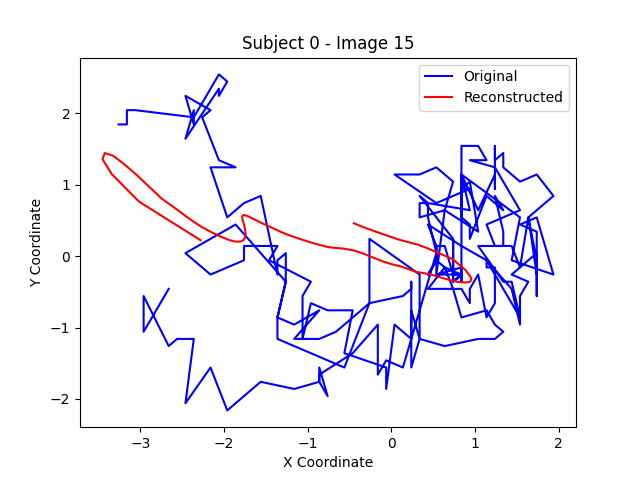 Subject 0 - Image 15
Original
Reconstructed
Y Coordinate
2
1
0
−1
−2
−3
−2
−1
0
1
2
X Coordinate